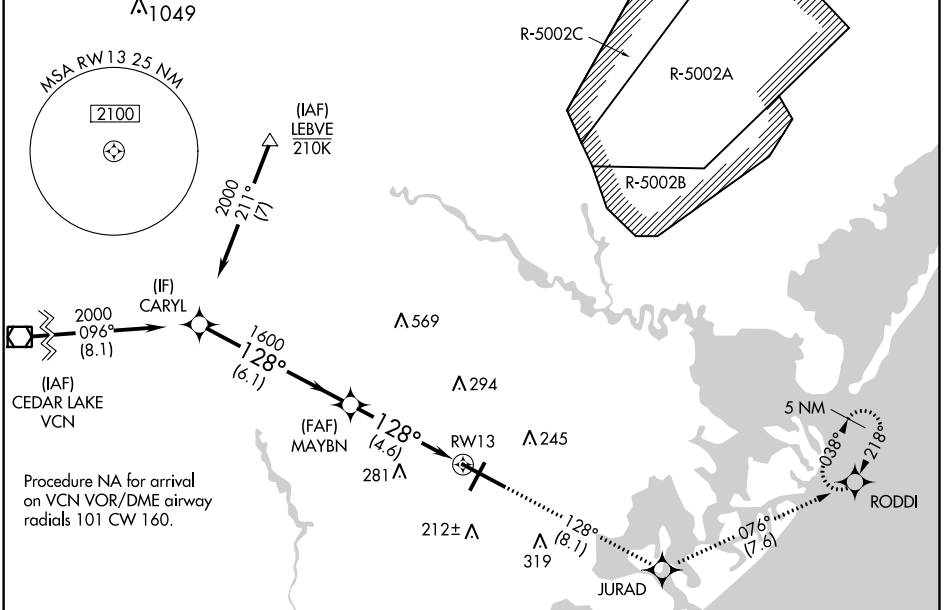 1049
MSA RW13 25 NM
2100
(IAF)
LEBVE
210K
2000
211°
(7)
R-5002C
R-5002A
R-5002B
(IF)
CARYL
2000
096°
(8.1)
(IAF)
CEDAR LAKE
VCN
1600
128°
(6.1)
569
294
(FAF)
MAYBN
128°
(4.6)
RW13
245
281
5 NM
038°
218°
RODDI
Procedure NA for arrival
on VCN VOR/DME airway
radials 101 CW 160.
212±
319
128°
(8.1)
076°
(7.6)
JURAD